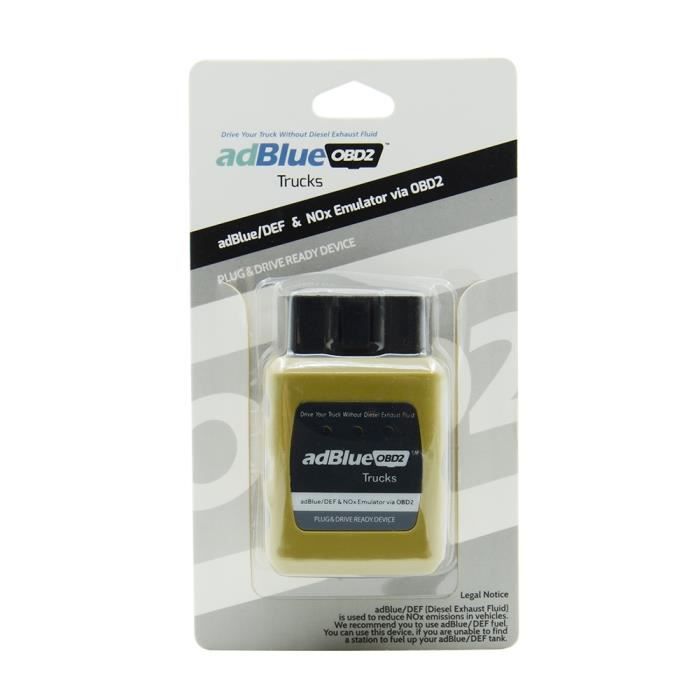 Drive Your Truck Without Diesel Exhaust Fluid
adBlue OBD2 ™
Trucks
adBlue/DEF & NOx Emulator via OBD2
PLUG & DRIVE READY DEVICE
OBD2
Drive Your Truck Without Diesel Exhaust Fluid
adBlue OBD2 ™
Trucks
adBlue/DEF & NOx Emulator via OBD2
PLUG & DRIVE READY DEVICE
Legal Notice
adBlue/DEF (Diesel Exhaust Fluid)
is used to reduce NOx emissions in vehicles.
We recommend you to use adBlue/DEF fuel.
You can use this device, if you are unable to find
a station to fuel up your adBlue/DEF tank.